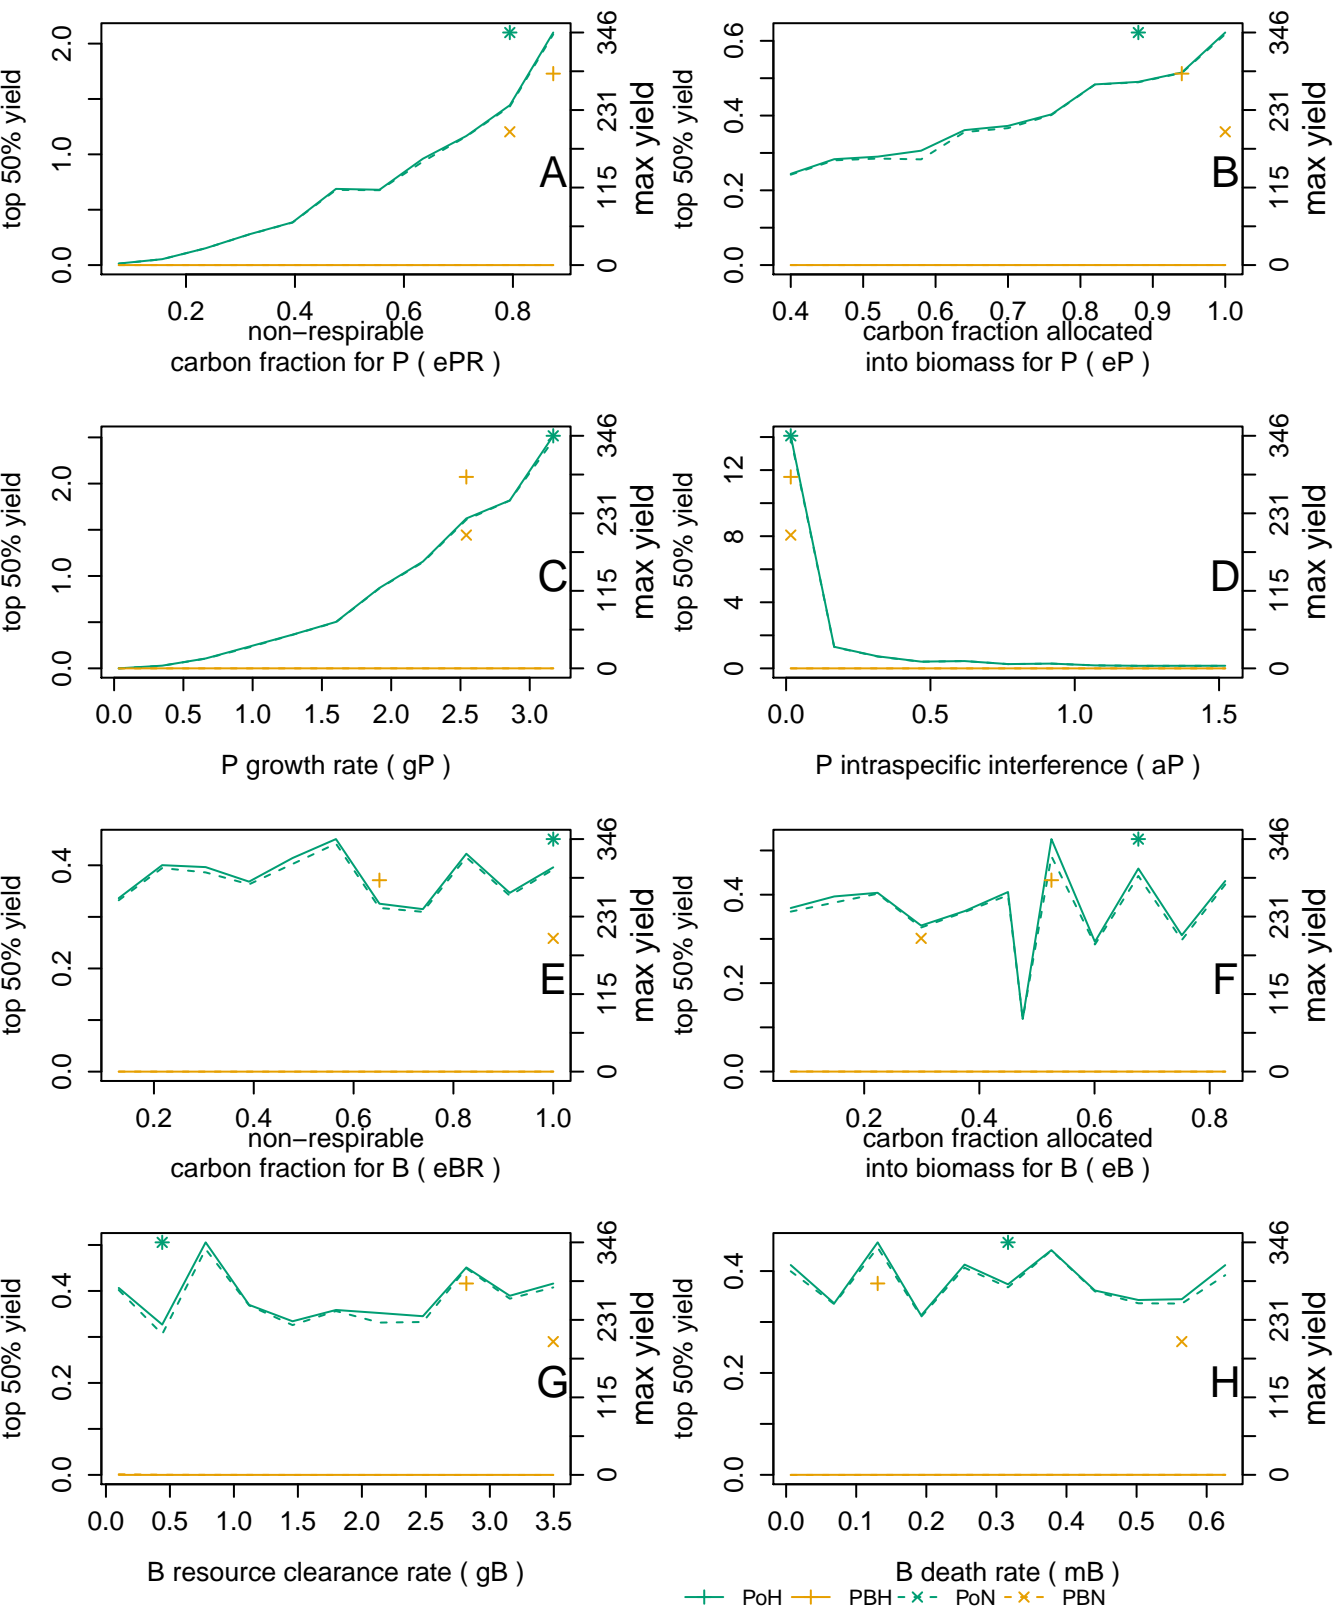 top 50% yield
0.0 1.0 2.0
A
0 115 231 346
max yield
0.2 0.4 0.6 0.8
non−respirable
carbon fraction for P ( ePR )
top 50% yield
0.0 0.2 0.4 0.6
B
0 115 231 346
max yield
0.4 0.5 0.6 0.7 0.8 0.9 1.0
carbon fraction allocated
into biomass for P ( eP )
top 50% yield
0.0 1.0 2.0
C
0 115 231 346
max yield
0.0 0.5 1.0 1.5 2.0 2.5 3.0
P growth rate ( gP )
top 50% yield
0 4 8 12
D
0 115 231 346
max yield
0.0 0.5 1.0 1.5
P intraspecific interference ( aP )
top 50% yield
0.0 0.2 0.4
E
0 115 231 346
max yield
0.2 0.4 0.6 0.8 1.0
non−respirable
carbon fraction for B ( eBR )
top 50% yield
0.0 0.2 0.4
F
0 115 231 346
max yield
0.2 0.4 0.6 0.8
carbon fraction allocated
into biomass for B ( eB )
top 50% yield
0.0 0.2 0.4
G
0 115 231 346
max yield
0.0 0.5 1.0 1.5 2.0 2.5 3.0 3.5
B resource clearance rate ( gB )
top 50% yield
0.0 0.2 0.4
H
0 115 231 346
max yield
0.0 0.1 0.2 0.3 0.4 0.5 0.6
B death rate ( mB )
PoH PBH PoN PBN